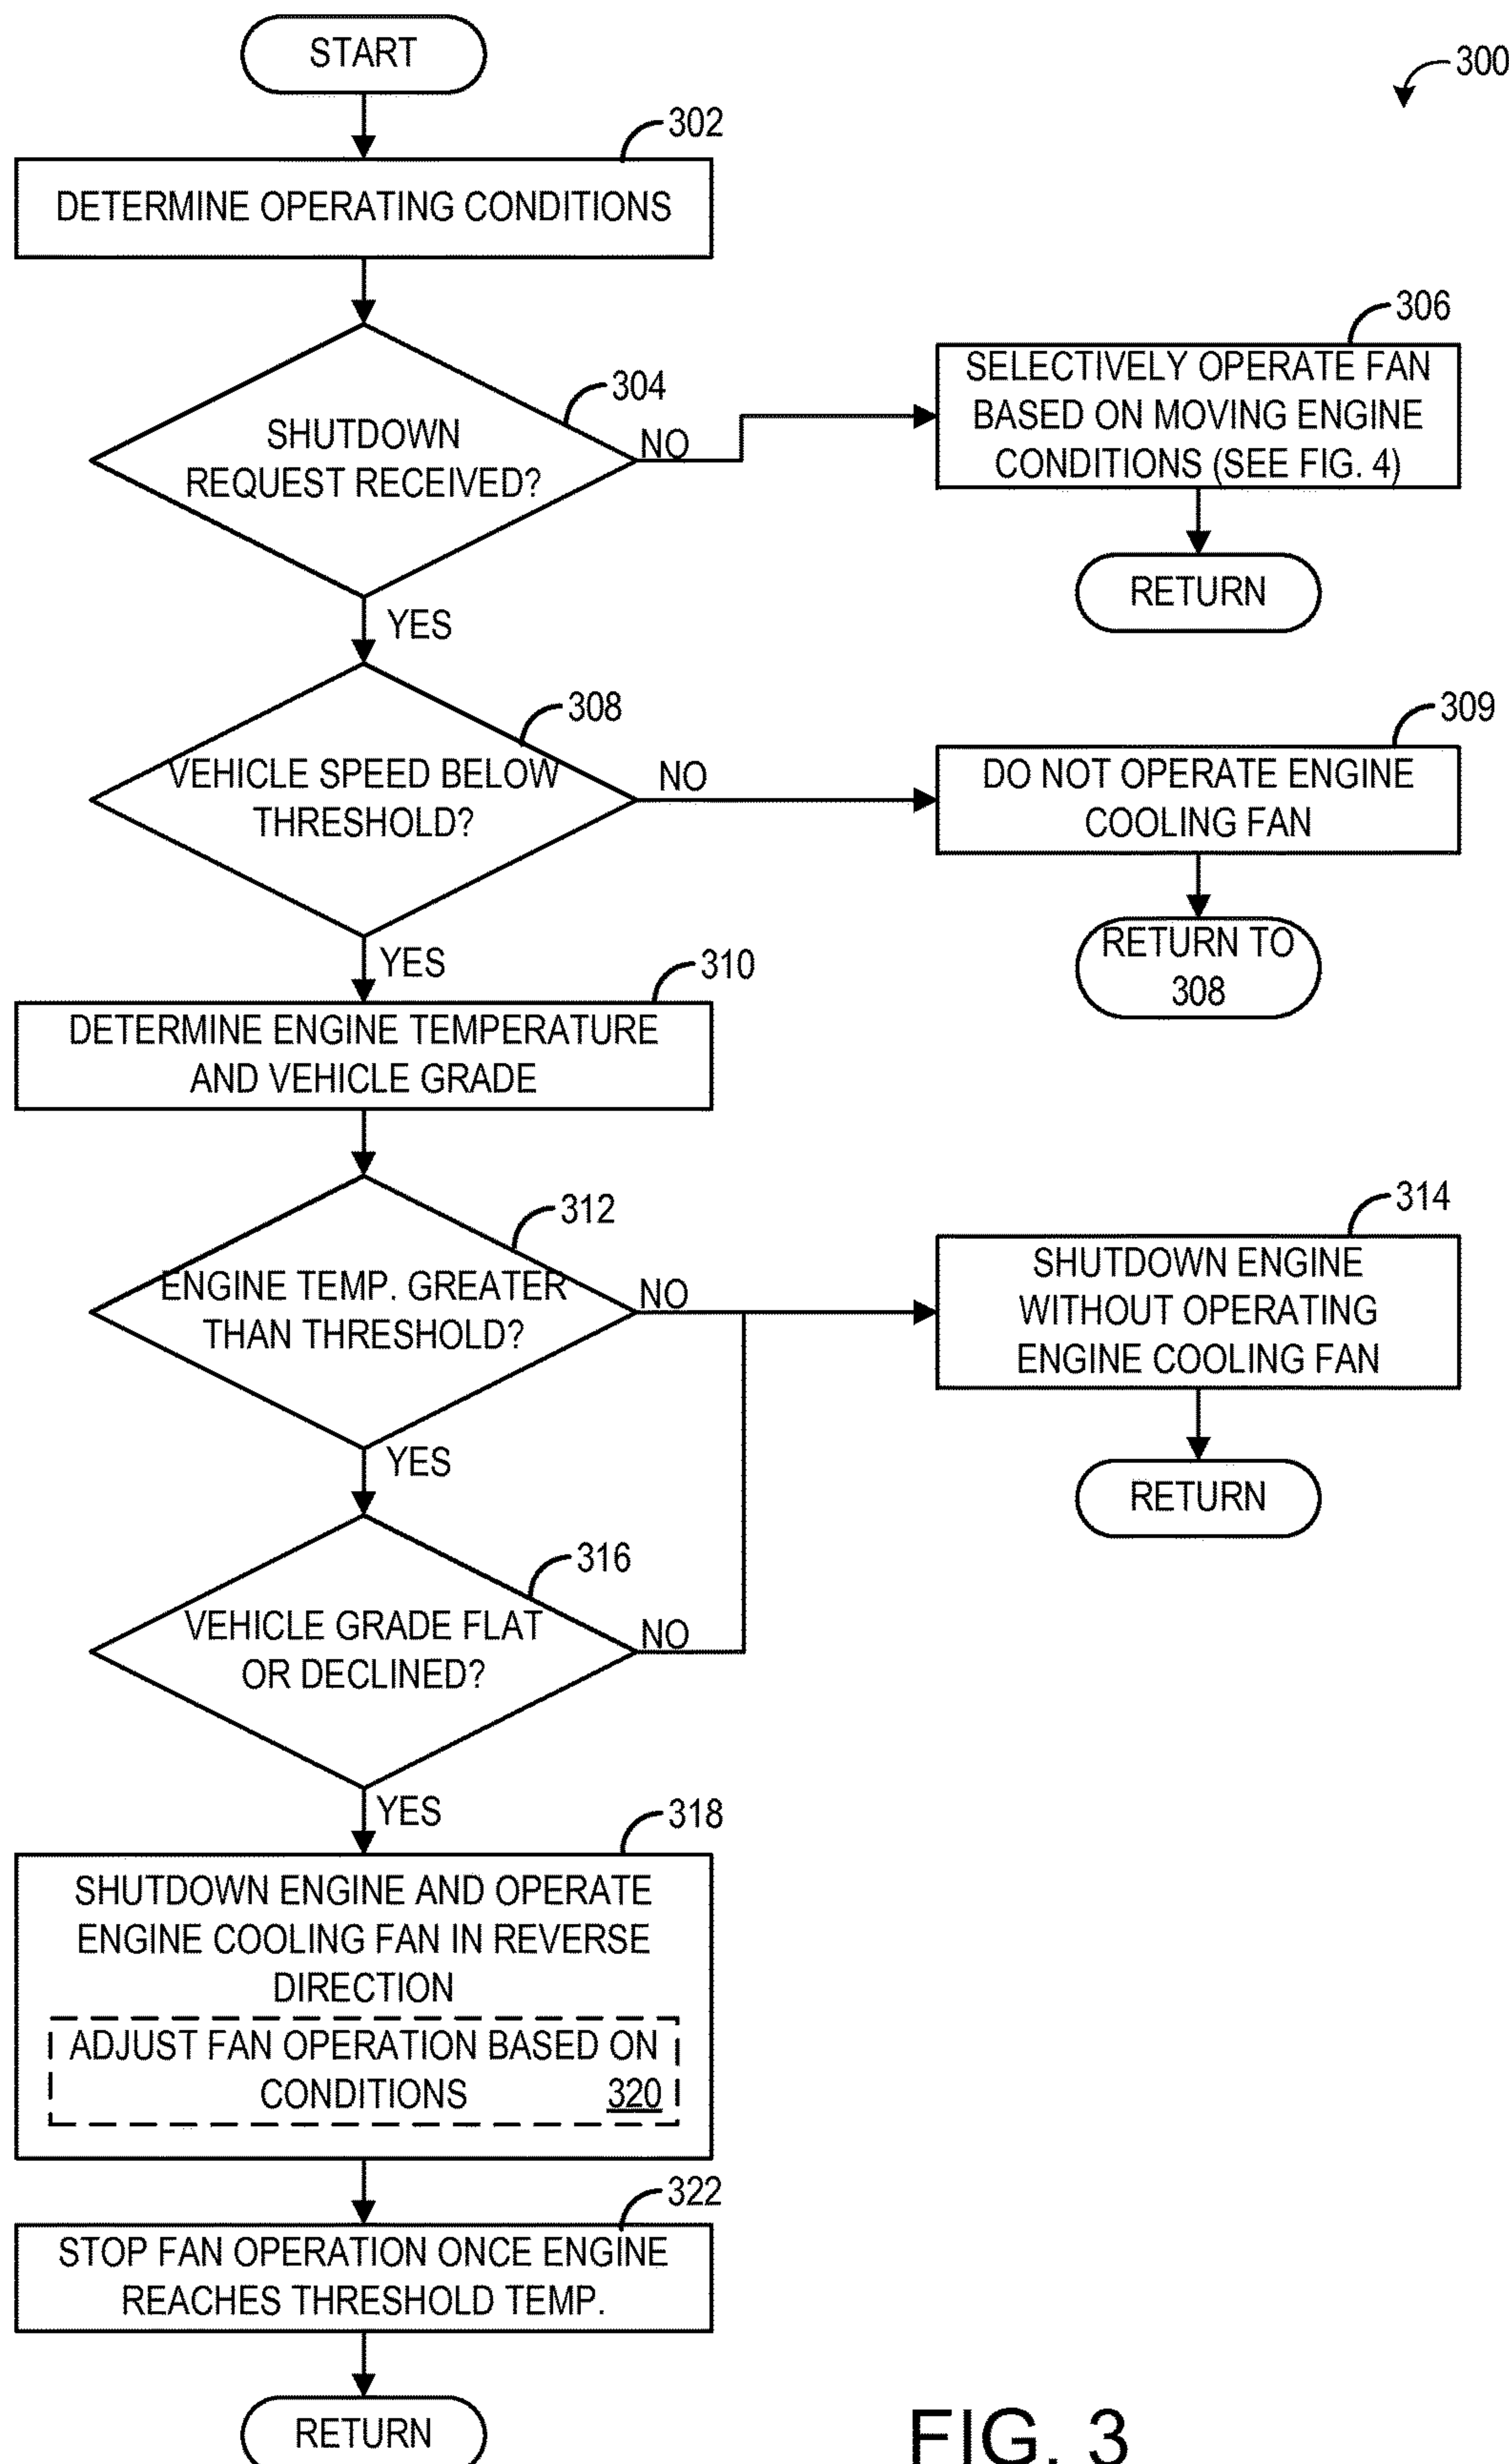 START
300
302
DETERMINE OPERATING CONDITIONS
304
SHUTDOWN
REQUEST RECEIVED?
NO
306
SELECTIVELY OPERATE FAN
BASED ON MOVING ENGINE
CONDITIONS (SEE FIG. 4)
RETURN
YES
308
VEHICLE SPEED BELOW
THRESHOLD?
NO
309
DO NOT OPERATE ENGINE
COOLING FAN
RETURN TO
308
YES
310
DETERMINE ENGINE TEMPERATURE
AND VEHICLE GRADE
312
ENGINE TEMP. GREATER
THAN THRESHOLD?
NO
314
SHUTDOWN ENGINE
WITHOUT OPERATING
ENGINE COOLING FAN
RETURN
YES
316
VEHICLE GRADE FLAT
OR DECLINED?
NO
YES
318
SHUTDOWN ENGINE AND OPERATE
ENGINE COOLING FAN IN REVERSE
DIRECTION
ADJUST FAN OPERATION BASED ON
CONDITIONS 320
322
STOP FAN OPERATION ONCE ENGINE
REACHES THRESHOLD TEMP.
RETURN
FIG. 3